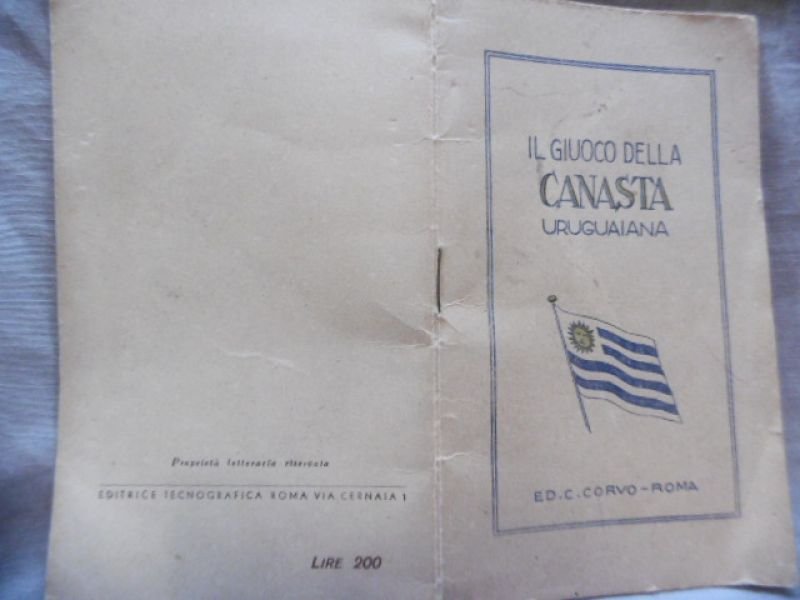 IL GIUOCO DELLA
CANASTA
URUGUAIANA
ED. C. CORVO - ROMA
Proprietà letteraria riservata
EDITRICE TECNOGRAFICA ROMA VIA CERNAIA 1
LIRE 200